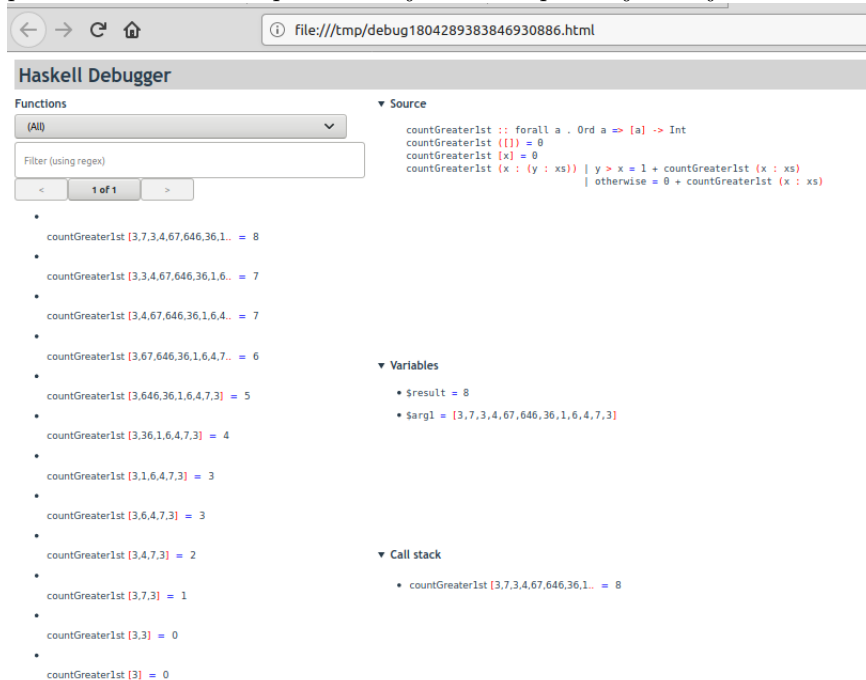 file:///tmp/debug1804289383846930886.html
Haskell Debugger
Functions
(All)
Filter (using regex)
< 1 of 1 >
countGreater1st [3,7,3,4,67,646,36,1.. = 8
countGreater1st [3,3,4,67,646,36,1,6.. = 7
countGreater1st [3,4,67,646,36,1,6,4.. = 7
countGreater1st [3,67,646,36,1,6,4,7.. = 6
countGreater1st [3,646,36,1,6,4,7,3] = 5
countGreater1st [3,36,1,6,4,7,3] = 4
countGreater1st [3,1,6,4,7,3] = 3
countGreater1st [3,6,4,7,3] = 3
countGreater1st [3,4,7,3] = 2
countGreater1st [3,7,3] = 1
countGreater1st [3,3] = 0
countGreater1st [3] = 0
▼ Source
countGreater1st :: forall a . Ord a => [a] -> Int
countGreater1st ([]) = 0
countGreater1st [x] = 0
countGreater1st (x : (y : xs)) | y > x = 1 + countGreater1st (x : xs)
| otherwise = 0 + countGreater1st (x : xs)
▼ Variables
• $result = 8
• $arg1 = [3,7,3,4,67,646,36,1,6,4,7,3]
▼ Call stack
• countGreater1st [3,7,3,4,67,646,36,1.. = 8